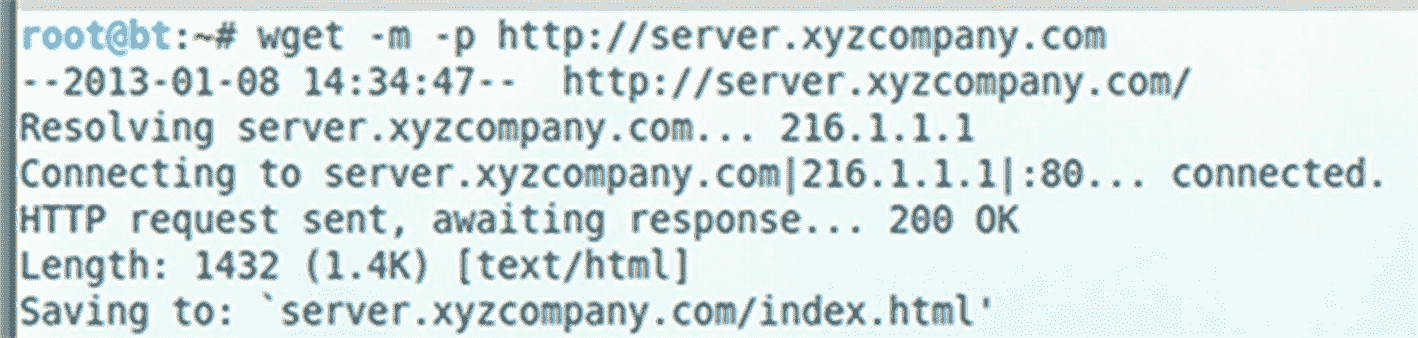 root@bt:~# wget -m -p http://server.xyzcompany.com
--2013-01-08 14:34:47--  http://server.xyzcompany.com/
Resolving server.xyzcompany.com... 216.1.1.1
Connecting to server.xyzcompany.com|216.1.1.1|:80... connected.
HTTP request sent, awaiting response... 200 OK
Length: 1432 (1.4K) [text/html]
Saving to: `server.xyzcompany.com/index.html'